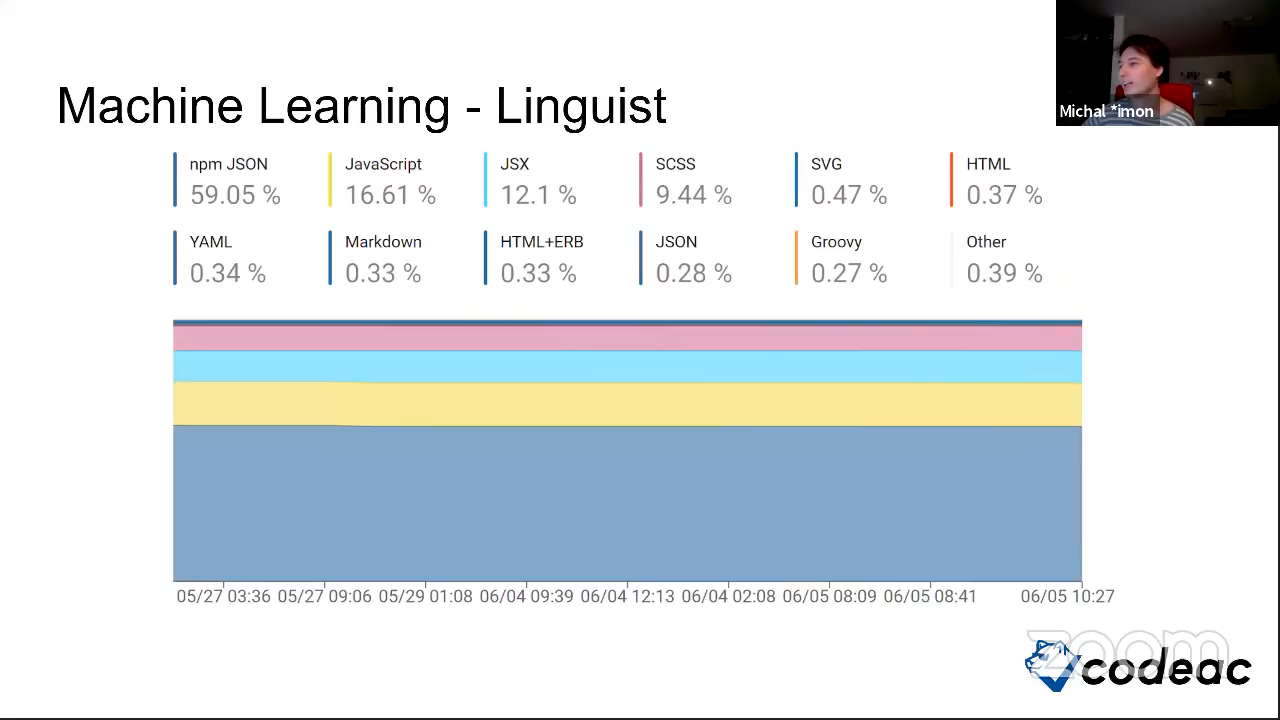 Michal *imon
Machine Learning - Linguist
npm JSON JavaScript JSX SCSS SVG HTML
59.05 % 16.61 % 12.1 % 9.44 % 0.47 % 0.37 %
YAML Markdown HTML+ERB JSON Groovy Other
0.34 % 0.33 % 0.33 % 0.28 % 0.27 % 0.39 %
05/27 03:36 05/27 09:06 05/29 01:08 06/04 09:39 06/04 12:13 06/04 02:08 06/05 08:09 06/05 08:41 06/05 10:27
zoom
codeac